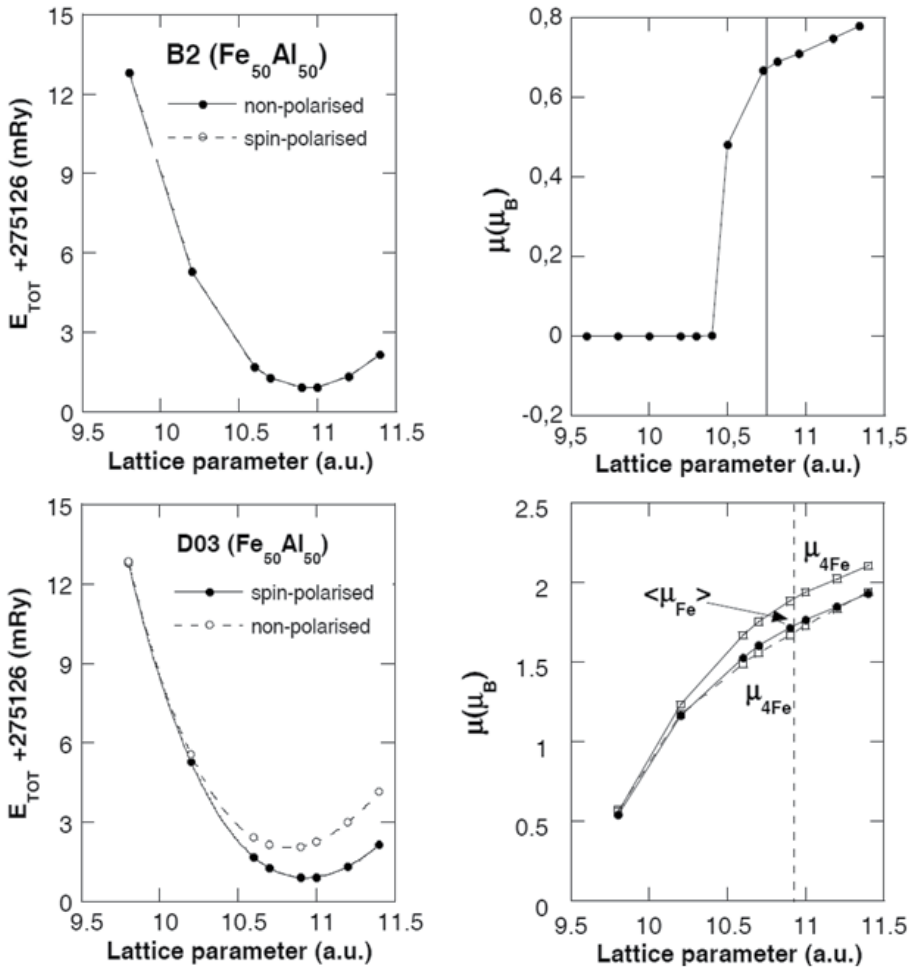 15
12
9
6
3
0
E_TOT +275126 (mRy)
B2 (Fe50Al50)
non-polarised
spin-polarised
9.5 10 10.5 11 11.5
Lattice parameter (a.u.)
0,8
0,6
0,4
0,2
0
-0,2
μ(μB)
9,5 10 10,5 11 11,5
Lattice parameter (a.u.)
15
12
9
6
3
0
E_TOT +275126 (mRy)
D03 (Fe50Al50)
spin-polarised
non-polarised
9.5 10 10.5 11 11.5
Lattice parameter (a.u.)
2.5
2
1.5
1
0.5
0
μ(μB)
μ4Fe
<μFe>
μ4Fe
9.5 10 10.5 11 11.5
Lattice parameter (a.u.)